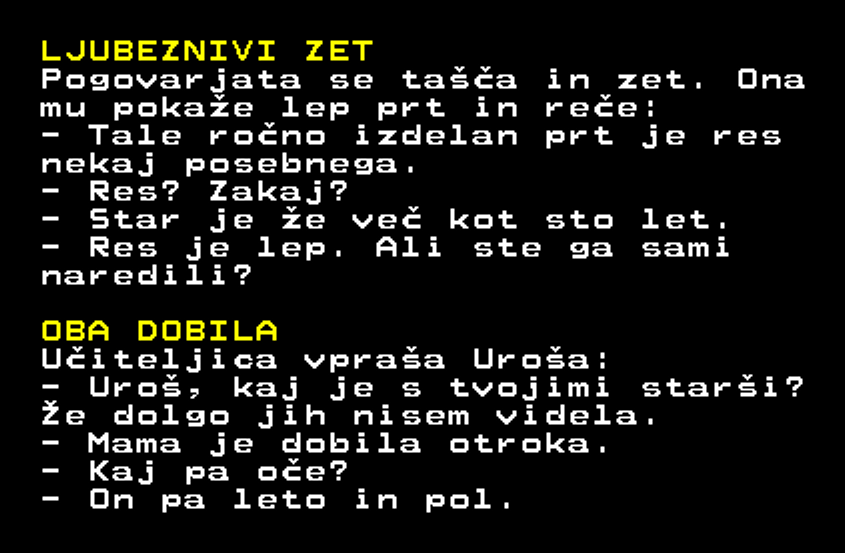 LJUBEZNIVI ZET
Pogovarjata se tašča in zet. Ona
mu pokaže lep prt in reče:
- Tale ročno izdelan prt je res
nekaj posebnega.
- Res? Zakaj?
- Star je že več kot sto let.
- Res je lep. Ali ste ga sami
naredili?
OBA DOBILA
Učiteljica vpraša Uroša:
- Uroš, kaj je s tvojimi starši?
Že dolgo jih nisem videla.
- Mama je dobila otroka.
- Kaj pa oče?
- On pa leto in pol.